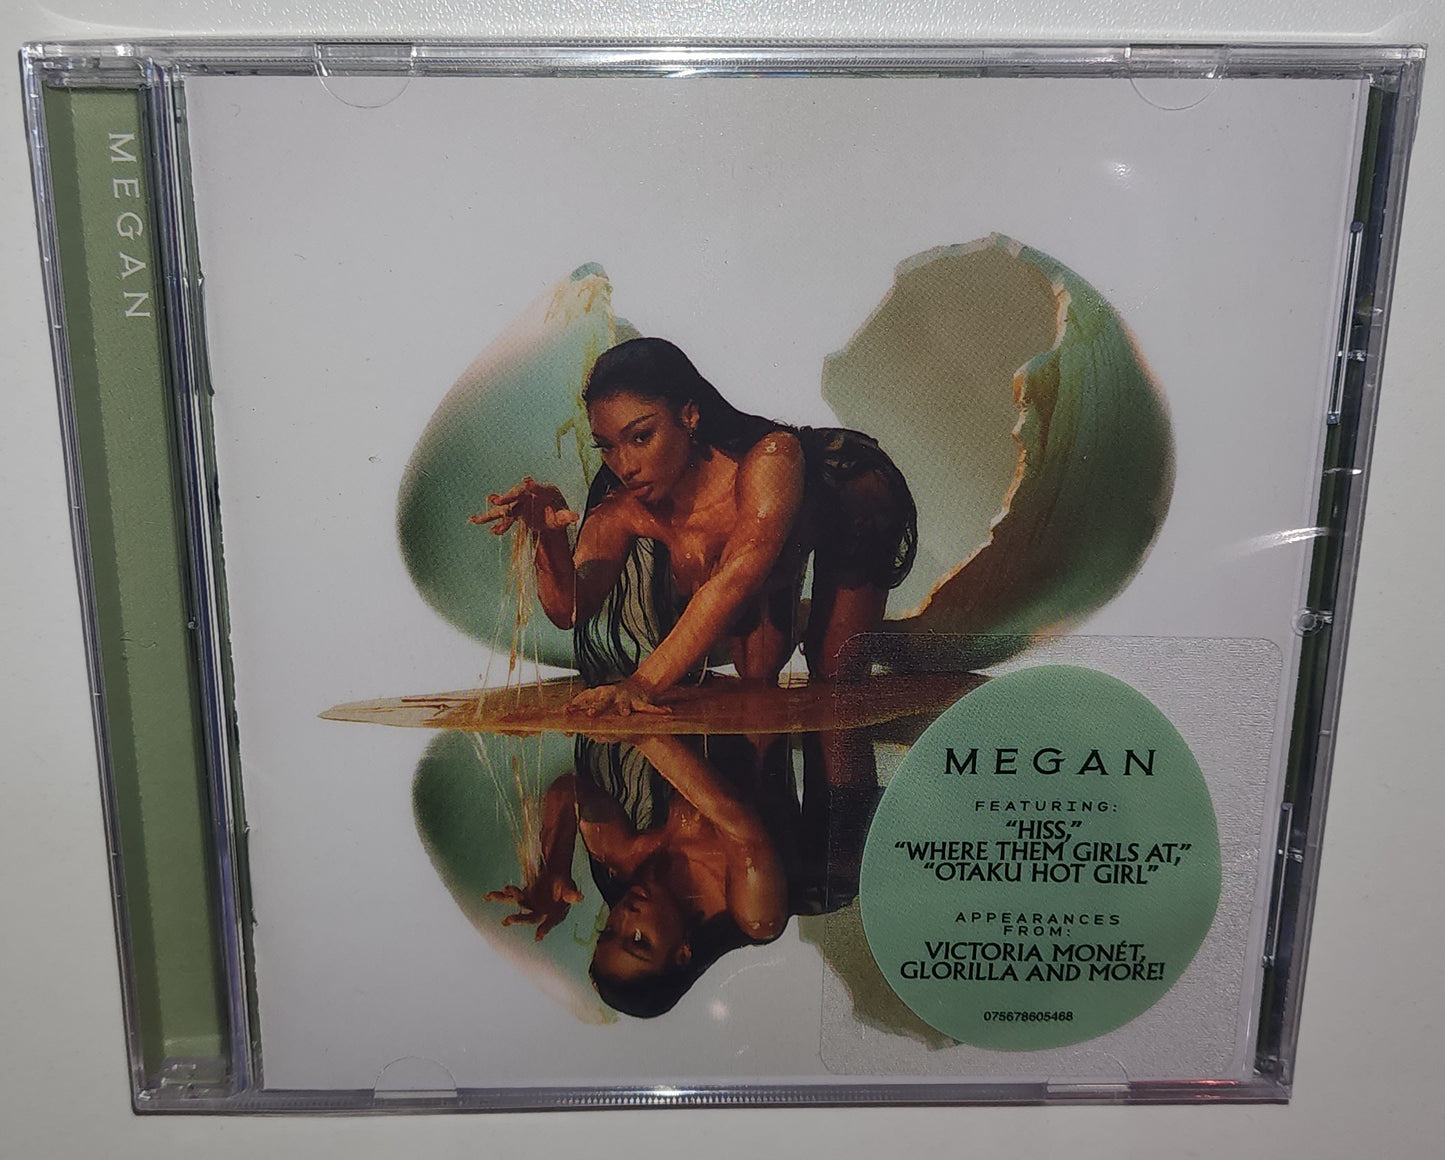 MEGAN
MEGAN
FEATURING:
“HISS,”
“WHERE THEM GIRLS AT,”
“OTAKU HOT GIRL”
APPEARANCES
FROM:
VICTORIA MONÉT,
GLORILLA AND MORE!
075678605468